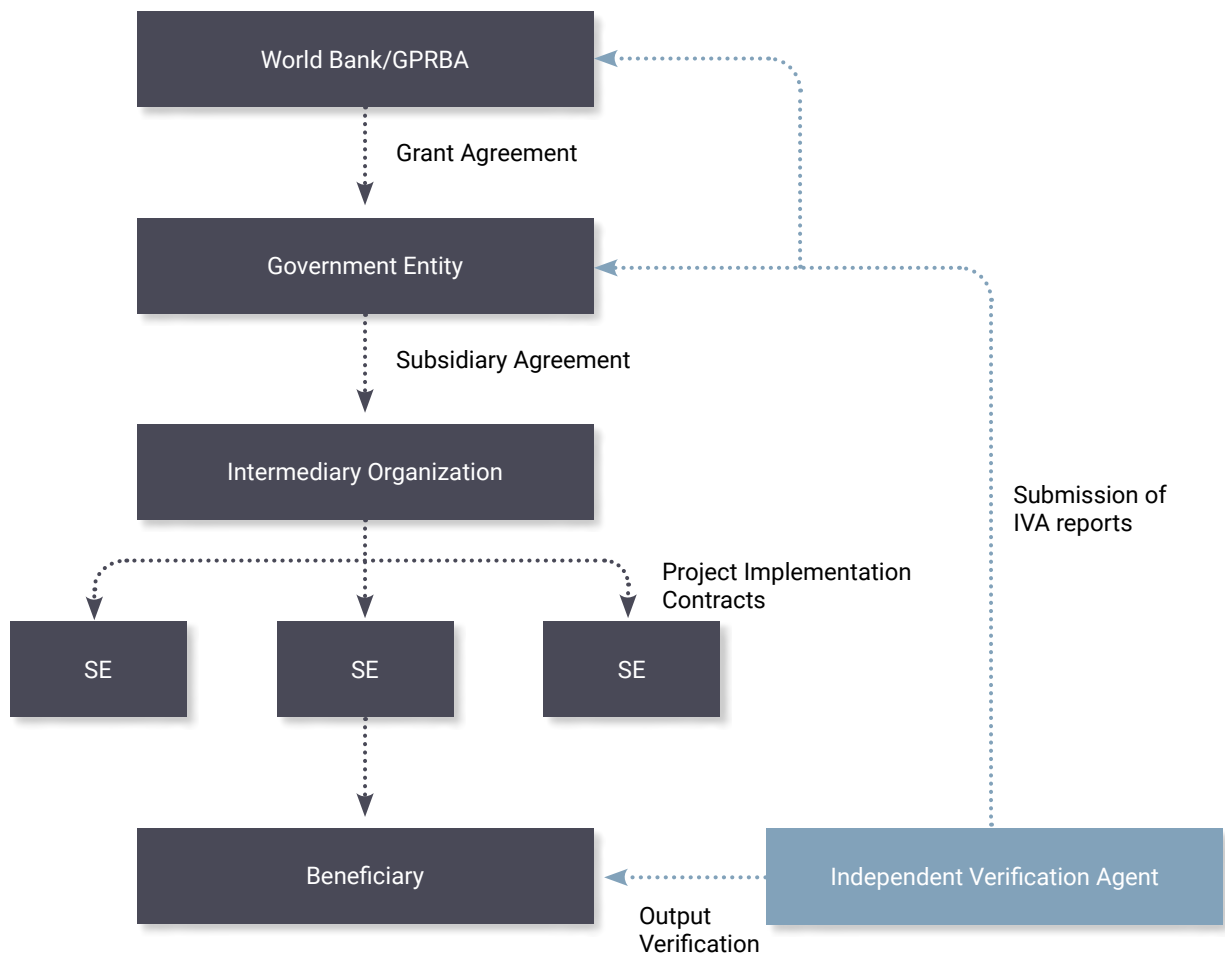 World Bank/GPRBA
Grant Agreement
Government Entity
Subsidiary Agreement
Intermediary Organization
Submission of
IVA reports
Project Implementation
Contracts
SE
SE
SE
Beneficiary
Independent Verification Agent
Output
Verification